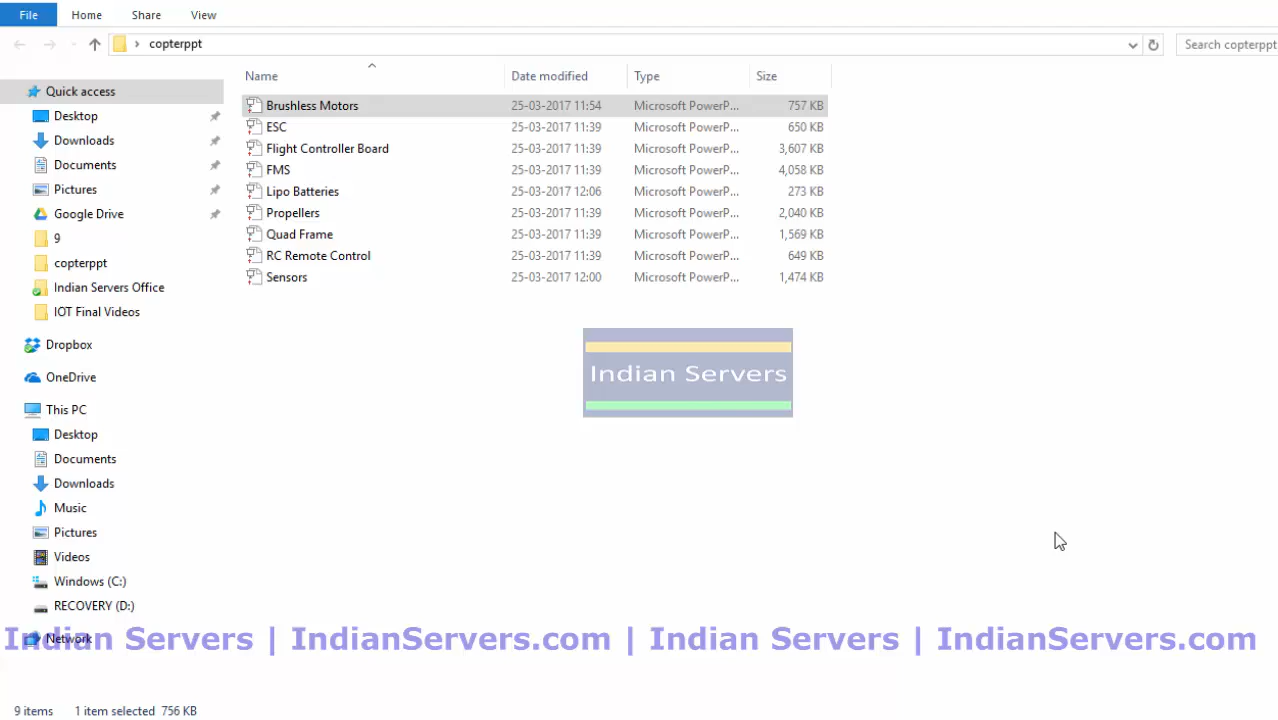 File Home Share View
copterppt Search copterppt
Name Date modified Type Size
Quick access
Desktop
Downloads
Documents
Pictures
Google Drive
9
copterppt
Indian Servers Office
IOT Final Videos
Dropbox
OneDrive
This PC
Desktop
Documents
Downloads
Music
Pictures
Videos
Windows (C:)
RECOVERY (D:)
Network
Brushless Motors 25-03-2017 11:54 Microsoft PowerP... 757 KB
ESC 25-03-2017 11:39 Microsoft PowerP... 650 KB
Flight Controller Board 25-03-2017 11:39 Microsoft PowerP... 3,607 KB
FMS 25-03-2017 11:39 Microsoft PowerP... 4,058 KB
Lipo Batteries 25-03-2017 12:06 Microsoft PowerP... 273 KB
Propellers 25-03-2017 11:39 Microsoft PowerP... 2,040 KB
Quad Frame 25-03-2017 11:39 Microsoft PowerP... 1,569 KB
RC Remote Control 25-03-2017 11:39 Microsoft PowerP... 649 KB
Sensors 25-03-2017 12:00 Microsoft PowerP... 1,474 KB
Indian Servers
Indian Servers | IndianServers.com | Indian Servers | IndianServers.com
9 items 1 item selected 756 KB